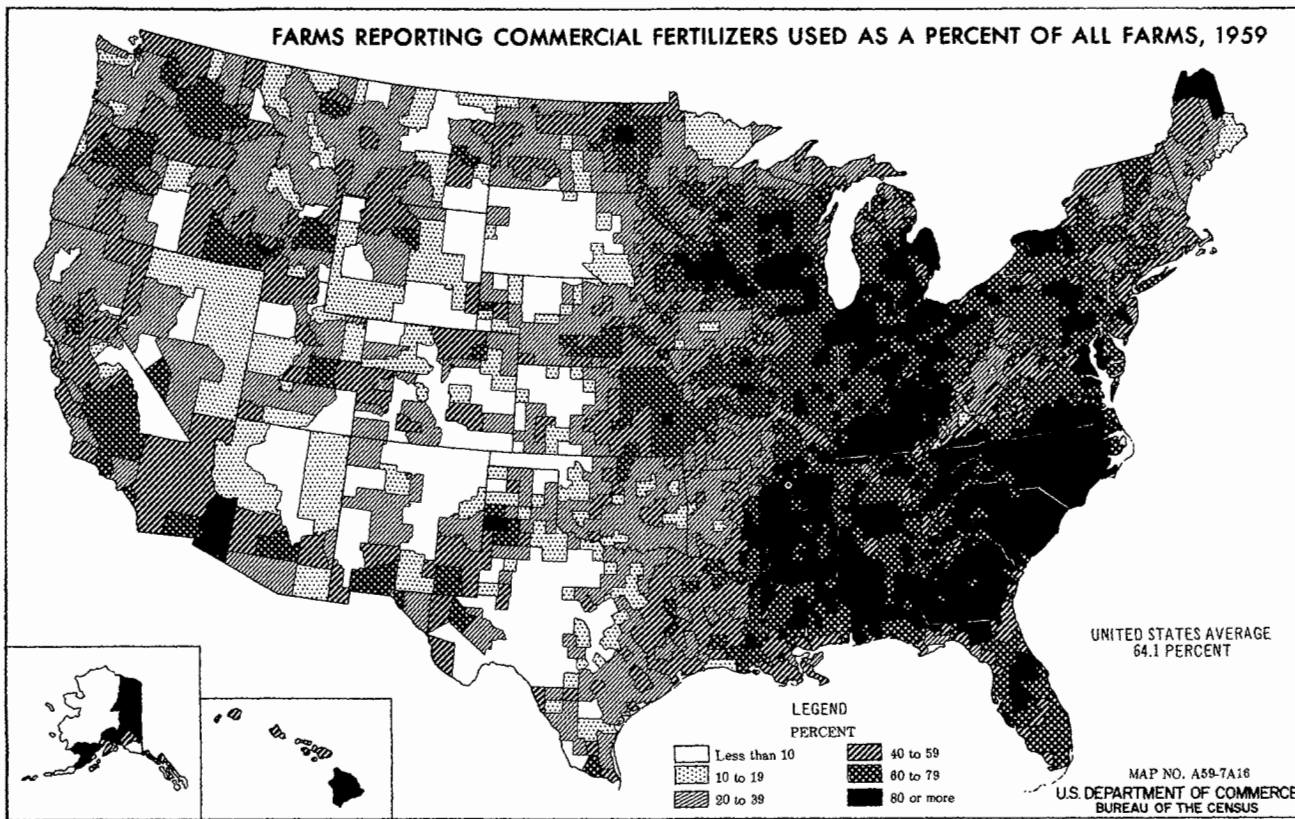 FARMS REPORTING COMMERCIAL FERTILIZERS USED AS A PERCENT OF ALL FARMS, 1959
UNITED STATES AVERAGE
64.1 PERCENT
LEGEND
PERCENT
Less than 10
10 to 19
20 to 39
40 to 59
60 to 79
80 or more
MAP NO. A59-7A16
U.S. DEPARTMENT OF COMMERCE
BUREAU OF THE CENSUS